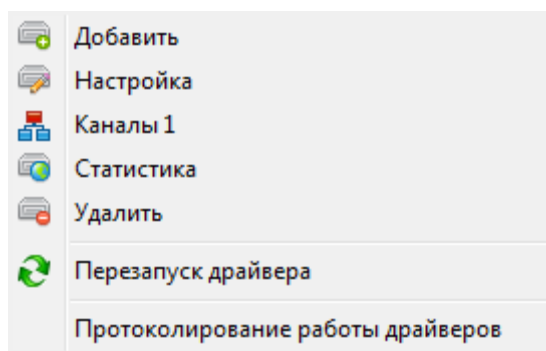 Добавить
Настройка
Каналы 1
Статистика
Удалить
Перезапуск драйвера
Протоколирование работы драйверов